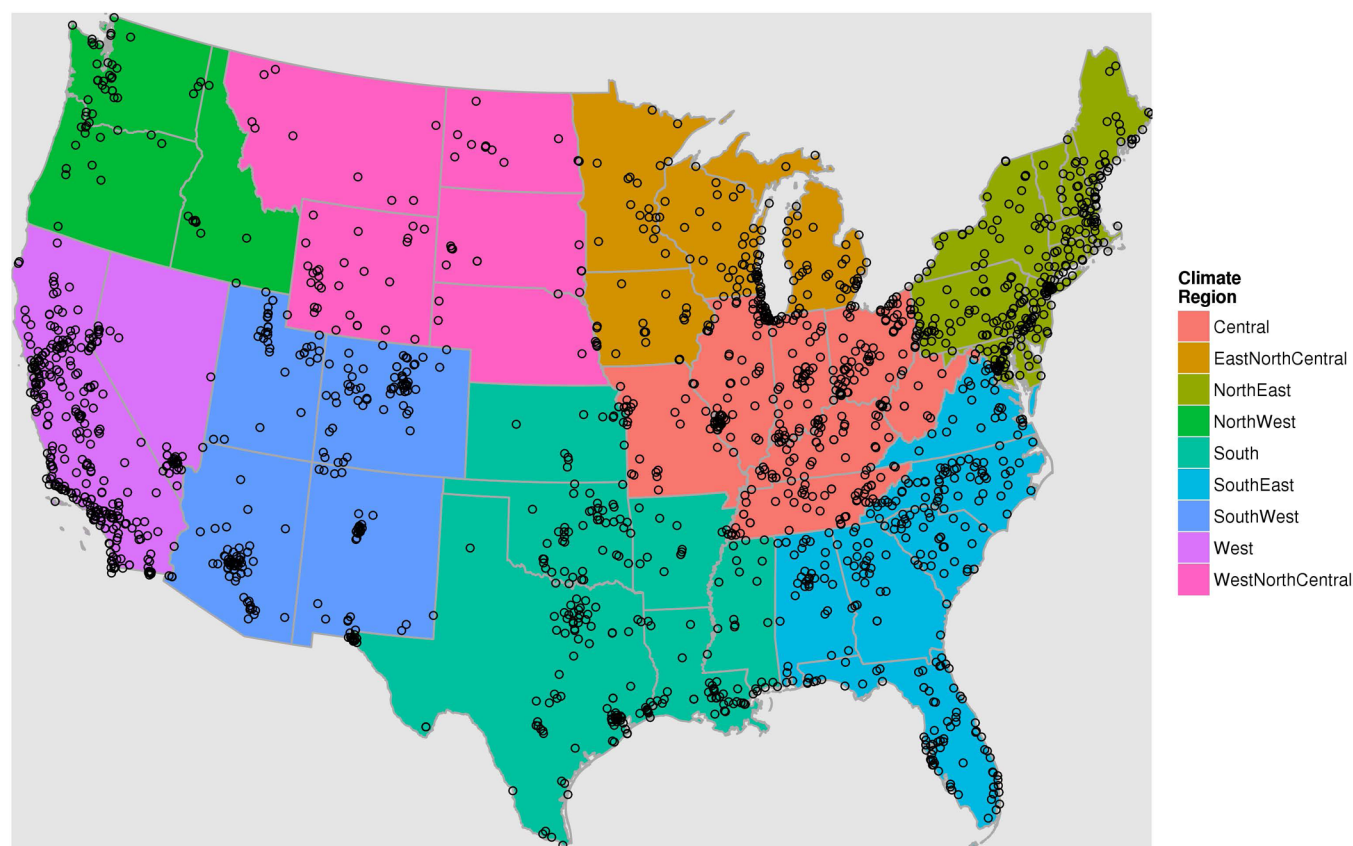 Climate
Region
Central
EastNorthCentral
NorthEast
NorthWest
South
SouthEast
SouthWest
West
WestNorthCentral